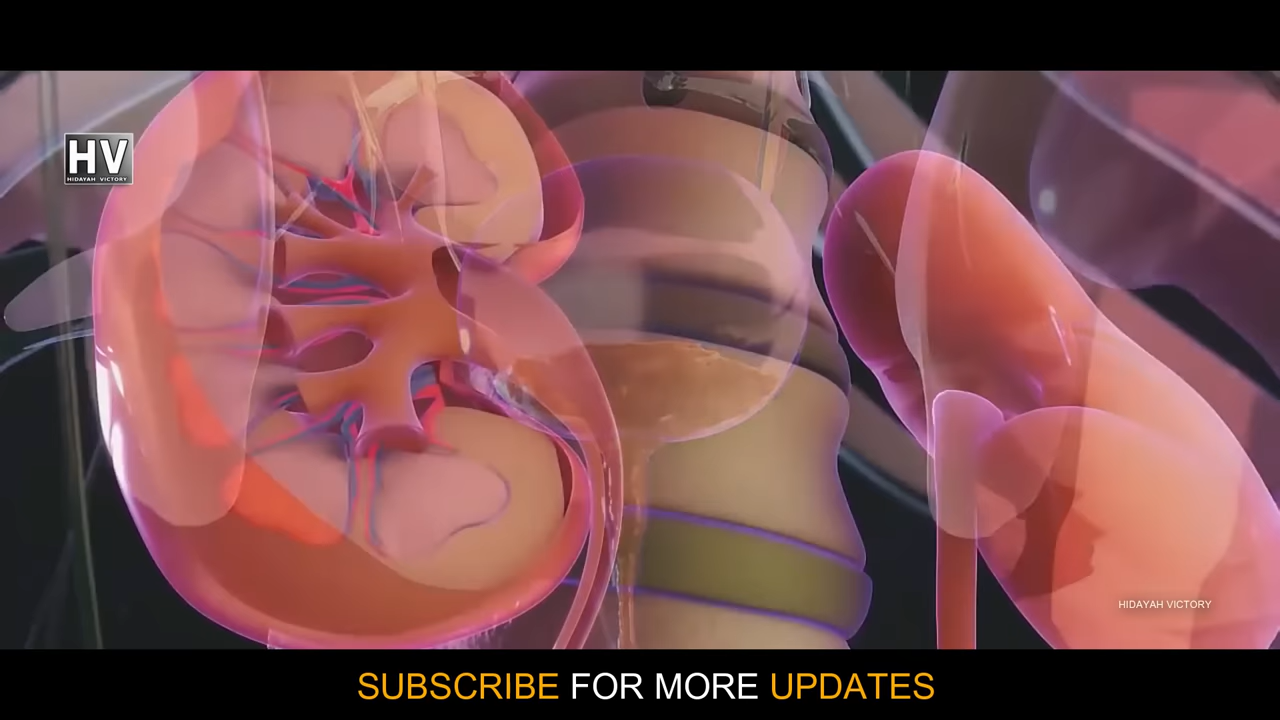 HV
HIDAYAH VICTORY
HIDAYAH VICTORY
SUBSCRIBE FOR MORE UPDATES